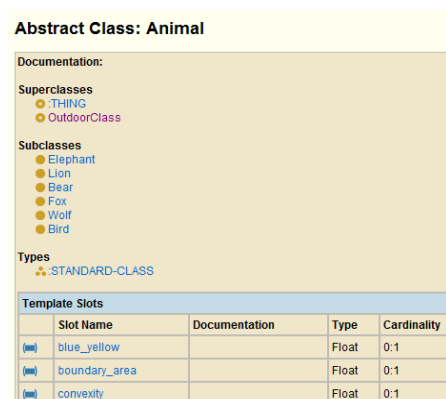 Abstract Class: Animal
Documentation:
Superclasses
:THING
OutdoorClass
Subclasses
Elephant
Lion
Bear
Fox
Wolf
Bird
Types
:STANDARD-CLASS
Template Slots
Slot Name Documentation Type Cardinality
blue_yellow Float 0:1
boundary_area Float 0:1
convexity Float 0:1